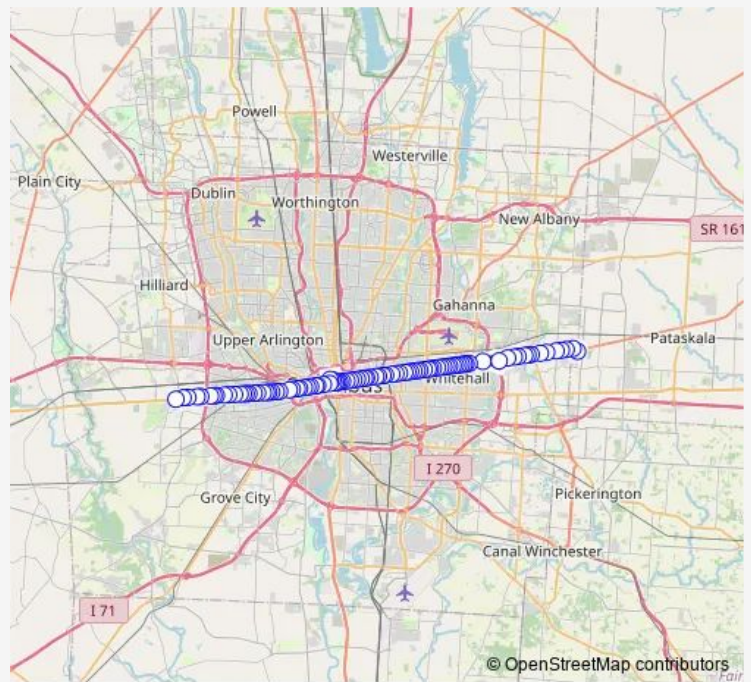 Powell
Westerville
Plain City
Dublin
Worthington
New Albany
SR 161
Hilliard
Gahanna
Upper Arlington
Pataskala
Whitehall
I 270
Grove City
Pickerington
Canal Winchester
I 71
© OpenStreetMap contributors